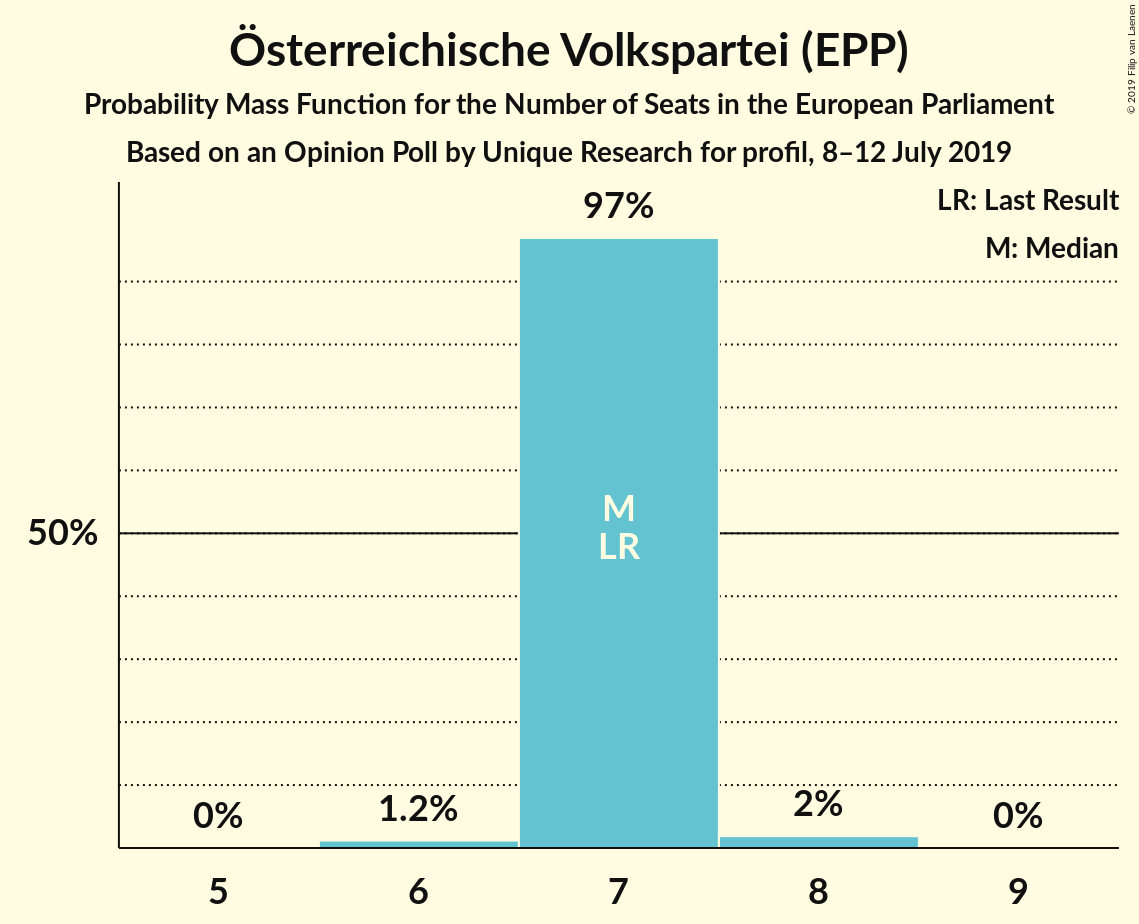 Österreichische Volkspartei (EPP)
Probability Mass Function for the Number of Seats in the European Parliament
Based on an Opinion Poll by Unique Research for profil, 8–12 July 2019
© 2019 Filip van Laenen
LR: Last Result
M: Median
97%
M
LR
50%
0%
1.2%
2%
0%
5
6
7
8
9